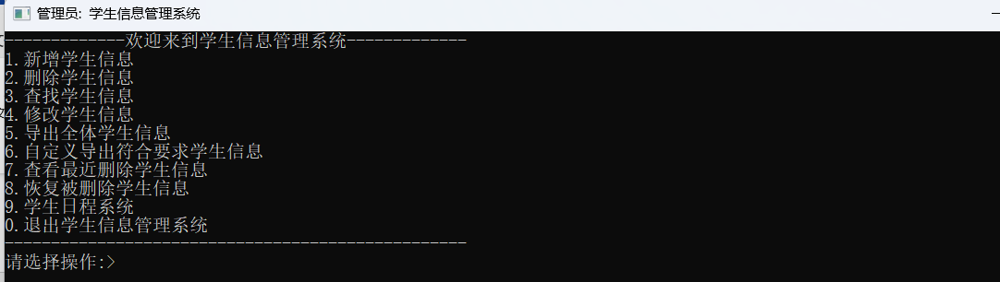 管理员: 学生信息管理系统
-------------欢迎来到学生信息管理系统-------------
1.新增学生信息
2.删除学生信息
3.查找学生信息
4.修改学生信息
5.导出全体学生信息
6.自定义导出符合要求学生信息
7.查看最近删除学生信息
8.恢复被删除学生信息
9.学生日程系统
0.退出学生信息管理系统
--------------------------------------------------
请选择操作:>